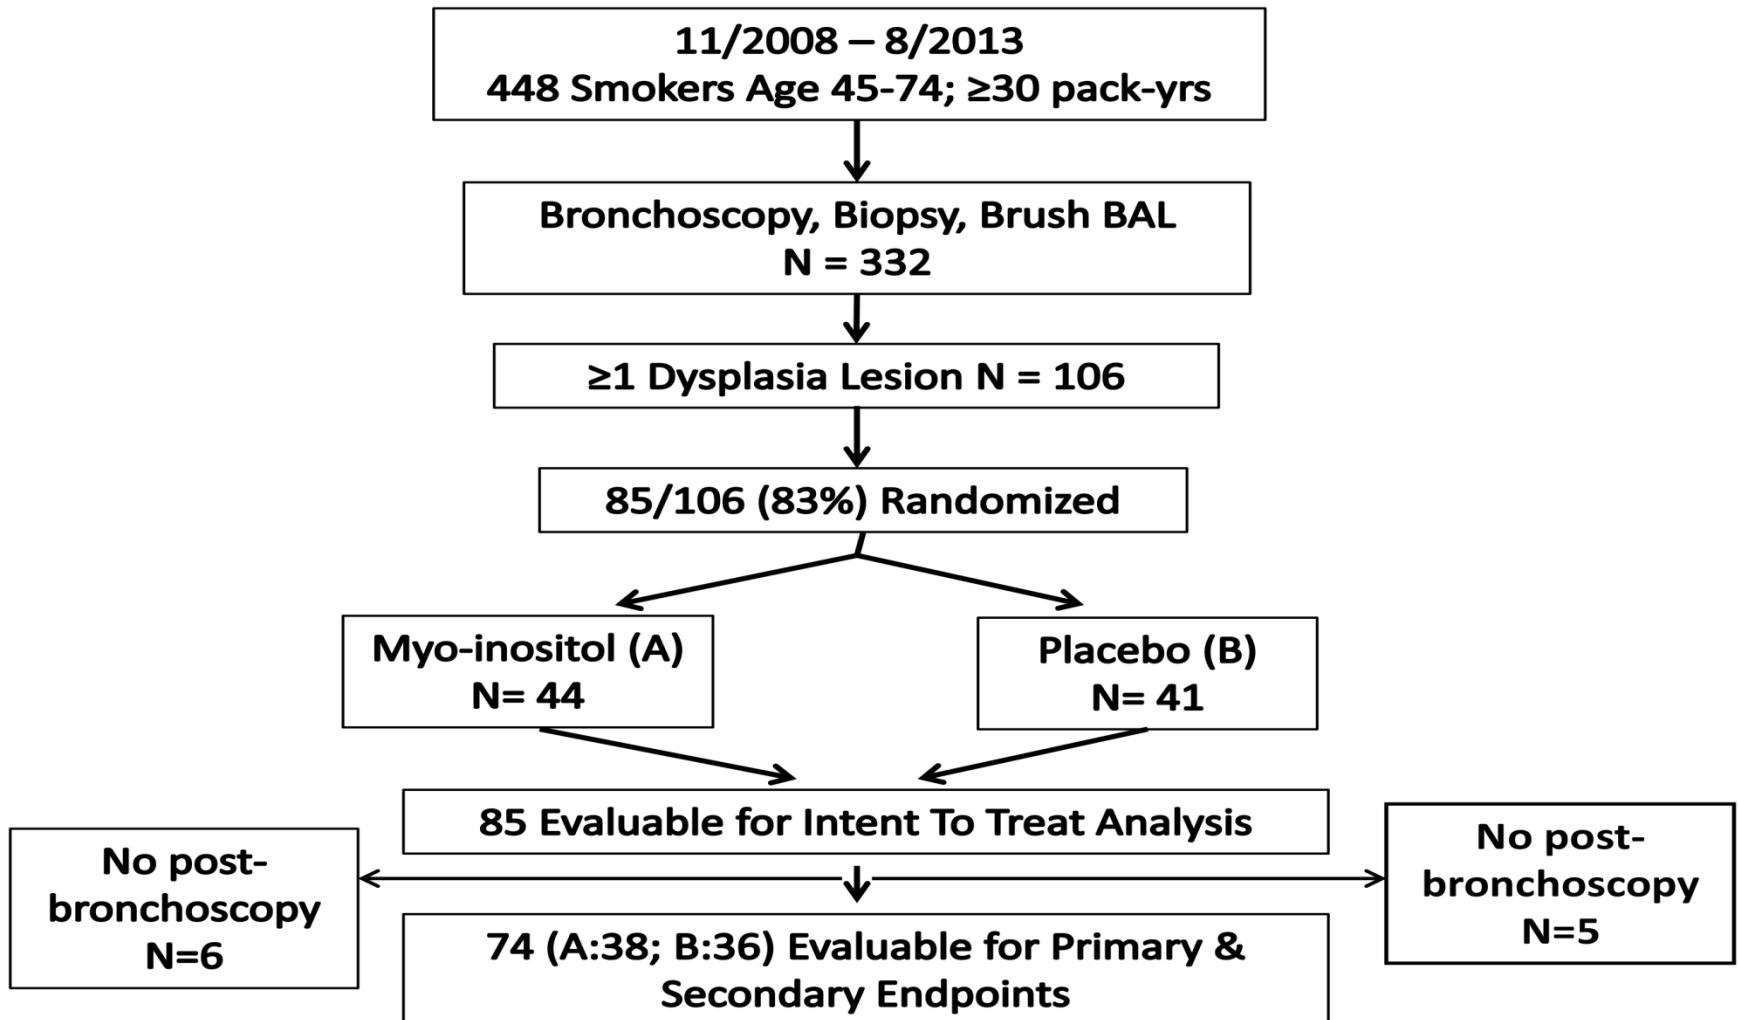 11/2008 – 8/2013
448 Smokers Age 45-74; ≥30 pack-yrs
Bronchoscopy, Biopsy, Brush BAL
N = 332
≥1 Dysplasia Lesion N = 106
85/106 (83%) Randomized
Myo-inositol (A)
N= 44
Placebo (B)
N= 41
85 Evaluable for Intent To Treat Analysis
No post-
bronchoscopy
N=6
No post-
bronchoscopy
N=5
74 (A:38; B:36) Evaluable for Primary &
Secondary Endpoints